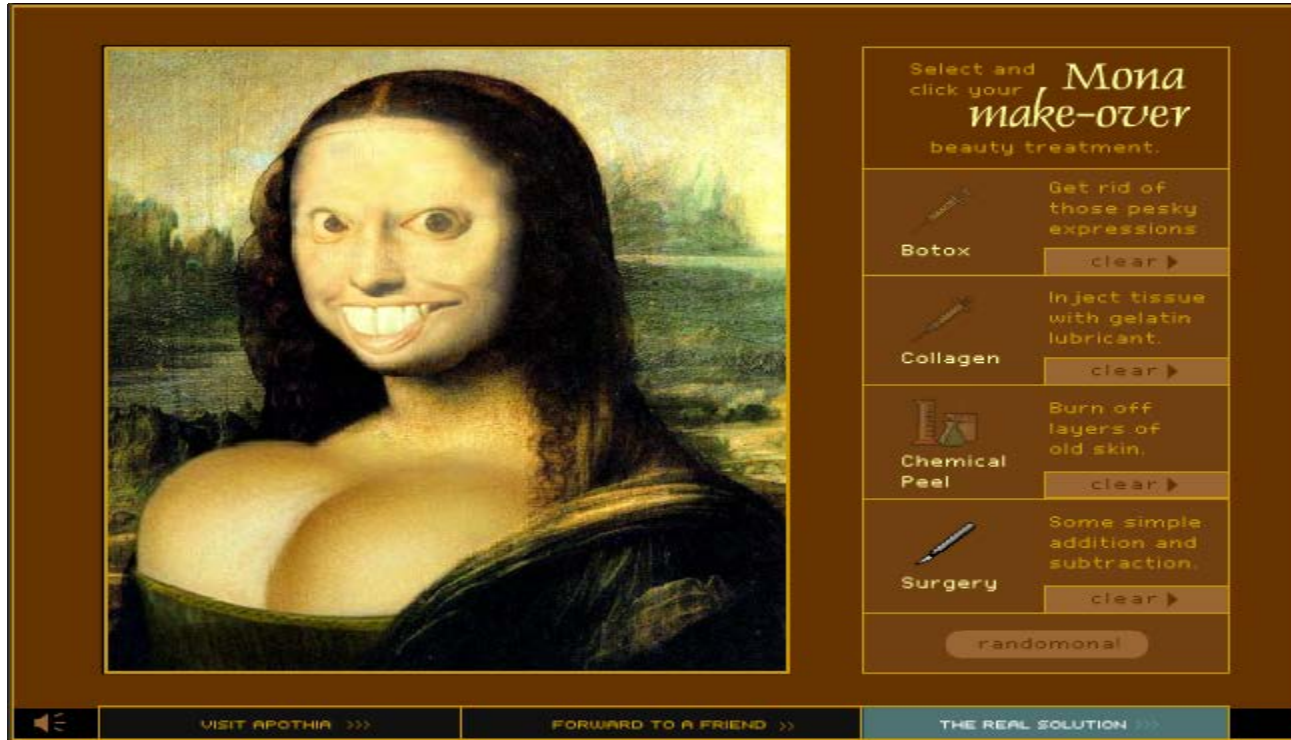 Select and
click your Mona
make-over
beauty treatment.
Botox
Get rid of
those pesky
expressions
clear
Collagen
Inject tissue
with gelatin
lubricant.
clear
Chemical
Peel
Burn off
layers of
old skin.
clear
Surgery
Some simple
addition and
subtraction.
clear
randomona!
VISIT APOTHIA >>>
FORWARD TO A FRIEND >>
THE REAL SOLUTION >>>